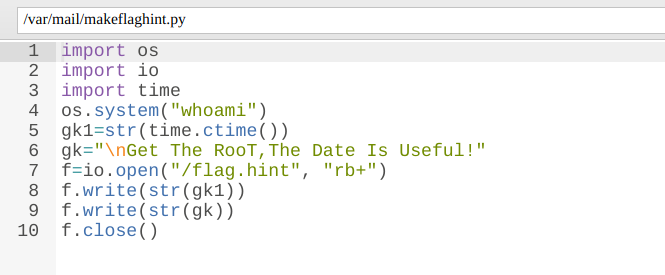 /var/mail/makeflaghint.py
1 import os
2 import io
3 import time
4 os.system("whoami")
5 gk1=str(time.ctime())
6 gk="\nGet The RooT,The Date Is Useful!"
7 f=io.open("/flag.hint", "rb+")
8 f.write(str(gk1))
9 f.write(str(gk))
10 f.close()